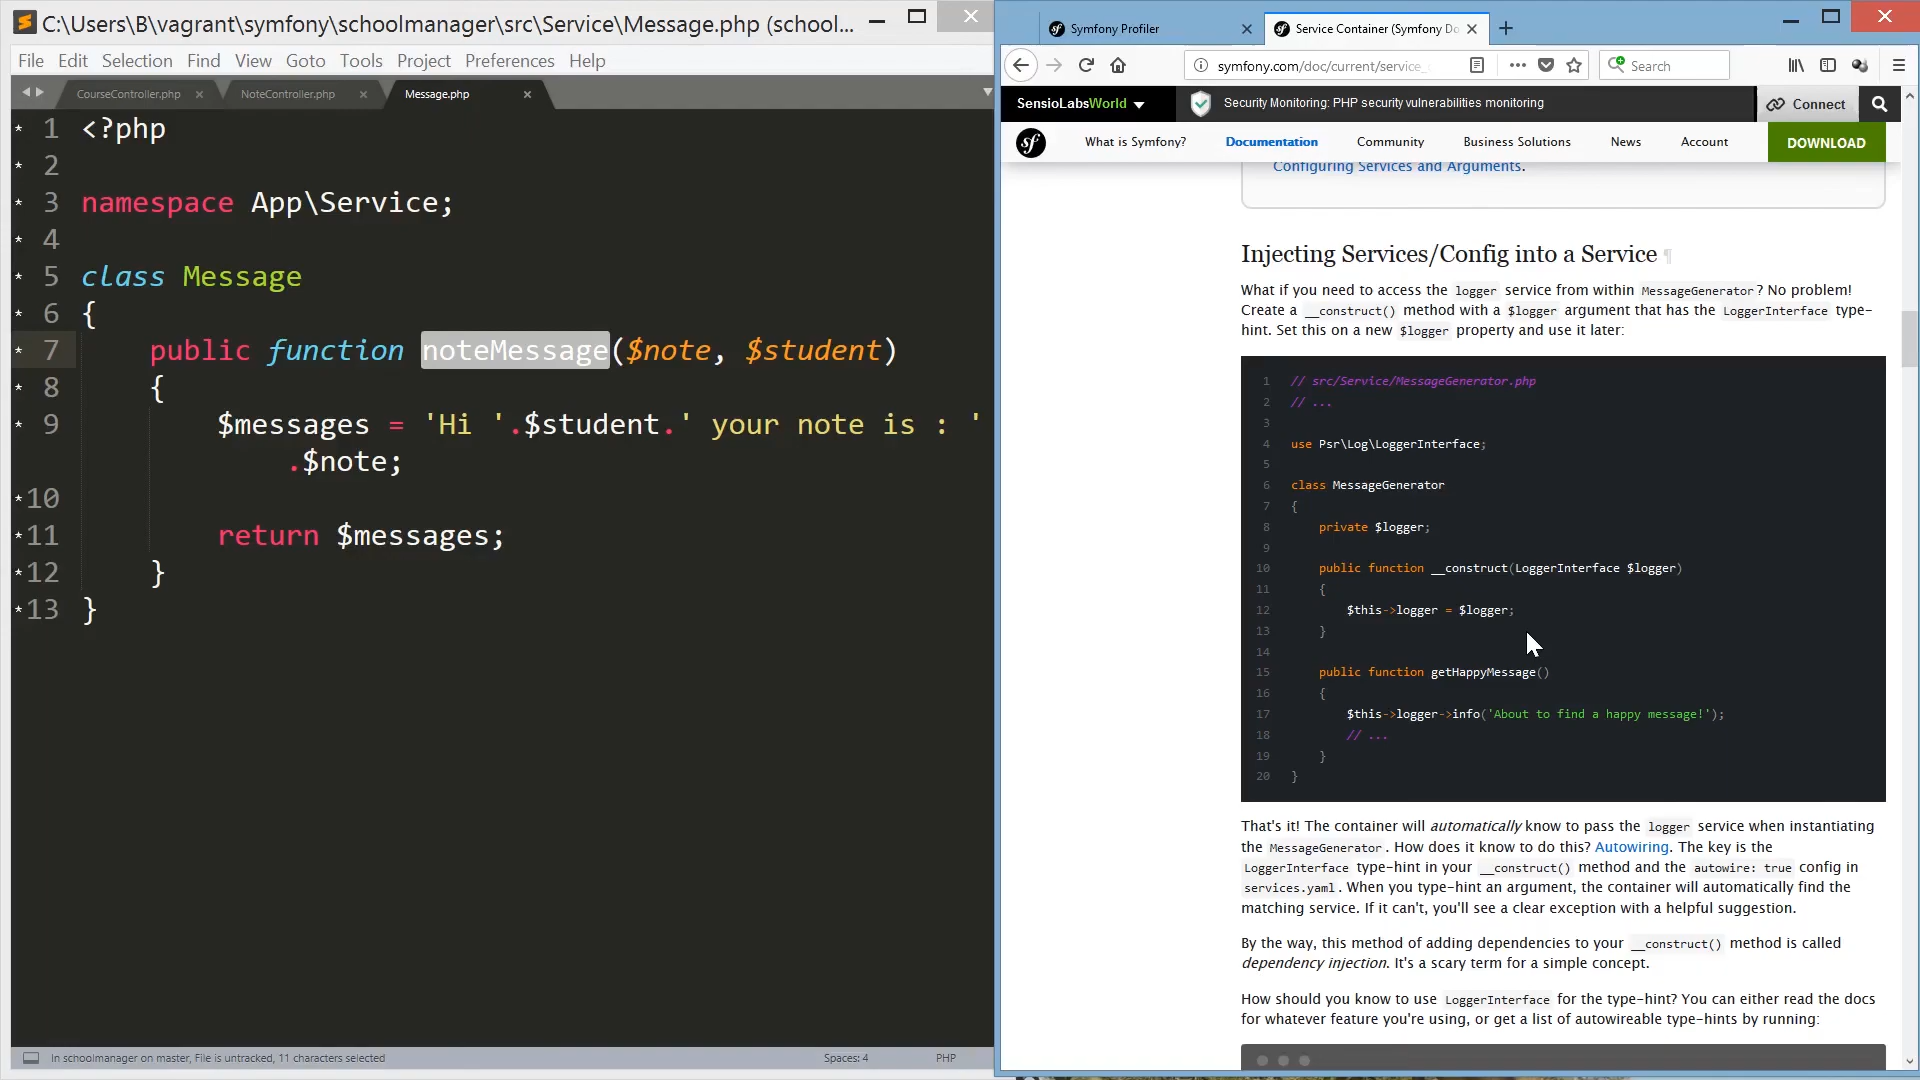 C:\Users\B\vagrant\symfony\schoolmanager\src\Service\Message.php (school...
File Edit Selection Find View Goto Tools Project Preferences Help
CourseController.php
NoteController.php
Message.php
1 <?php
2
3 namespace App\Service;
4
5 class Message
6 {
7 public function noteMessage($note, $student)
8 {
9 $messages = 'Hi '.$student.' your note is : '
.$note;
10
11 return $messages;
12 }
13 }
In schoolmanager on master, File is untracked, 11 characters selected
Spaces: 4
PHP
Symfony Profiler
Service Container (Symfony Do
symfony.com/doc/current/service_
Search
SensioLabsWorld
Security Monitoring: PHP security vulnerabilities monitoring
Connect
What is Symfony? Documentation Community Business Solutions News Account DOWNLOAD
Configuring Services and Arguments.
Injecting Services/Config into a Service ¶
What if you need to access the logger service from within MessageGenerator? No problem!
Create a __construct() method with a $logger argument that has the LoggerInterface type-
hint. Set this on a new $logger property and use it later:
1 // src/Service/MessageGenerator.php
2 // ...
3
4 use Psr\Log\LoggerInterface;
5
6 class MessageGenerator
7 {
8 private $logger;
9
10 public function __construct(LoggerInterface $logger)
11 {
12 $this->logger = $logger;
13 }
14
15 public function getHappyMessage()
16 {
17 $this->logger->info('About to find a happy message!');
18 // ...
19 }
20 }
That's it! The container will automatically know to pass the logger service when instantiating
the MessageGenerator. How does it know to do this? Autowiring. The key is the
LoggerInterface type-hint in your __construct() method and the autowire: true config in
services.yaml. When you type-hint an argument, the container will automatically find the
matching service. If it can't, you'll see a clear exception with a helpful suggestion.
By the way, this method of adding dependencies to your __construct() method is called
dependency injection. It's a scary term for a simple concept.
How should you know to use LoggerInterface for the type-hint? You can either read the docs
for whatever feature you're using, or get a list of autowireable type-hints by running: